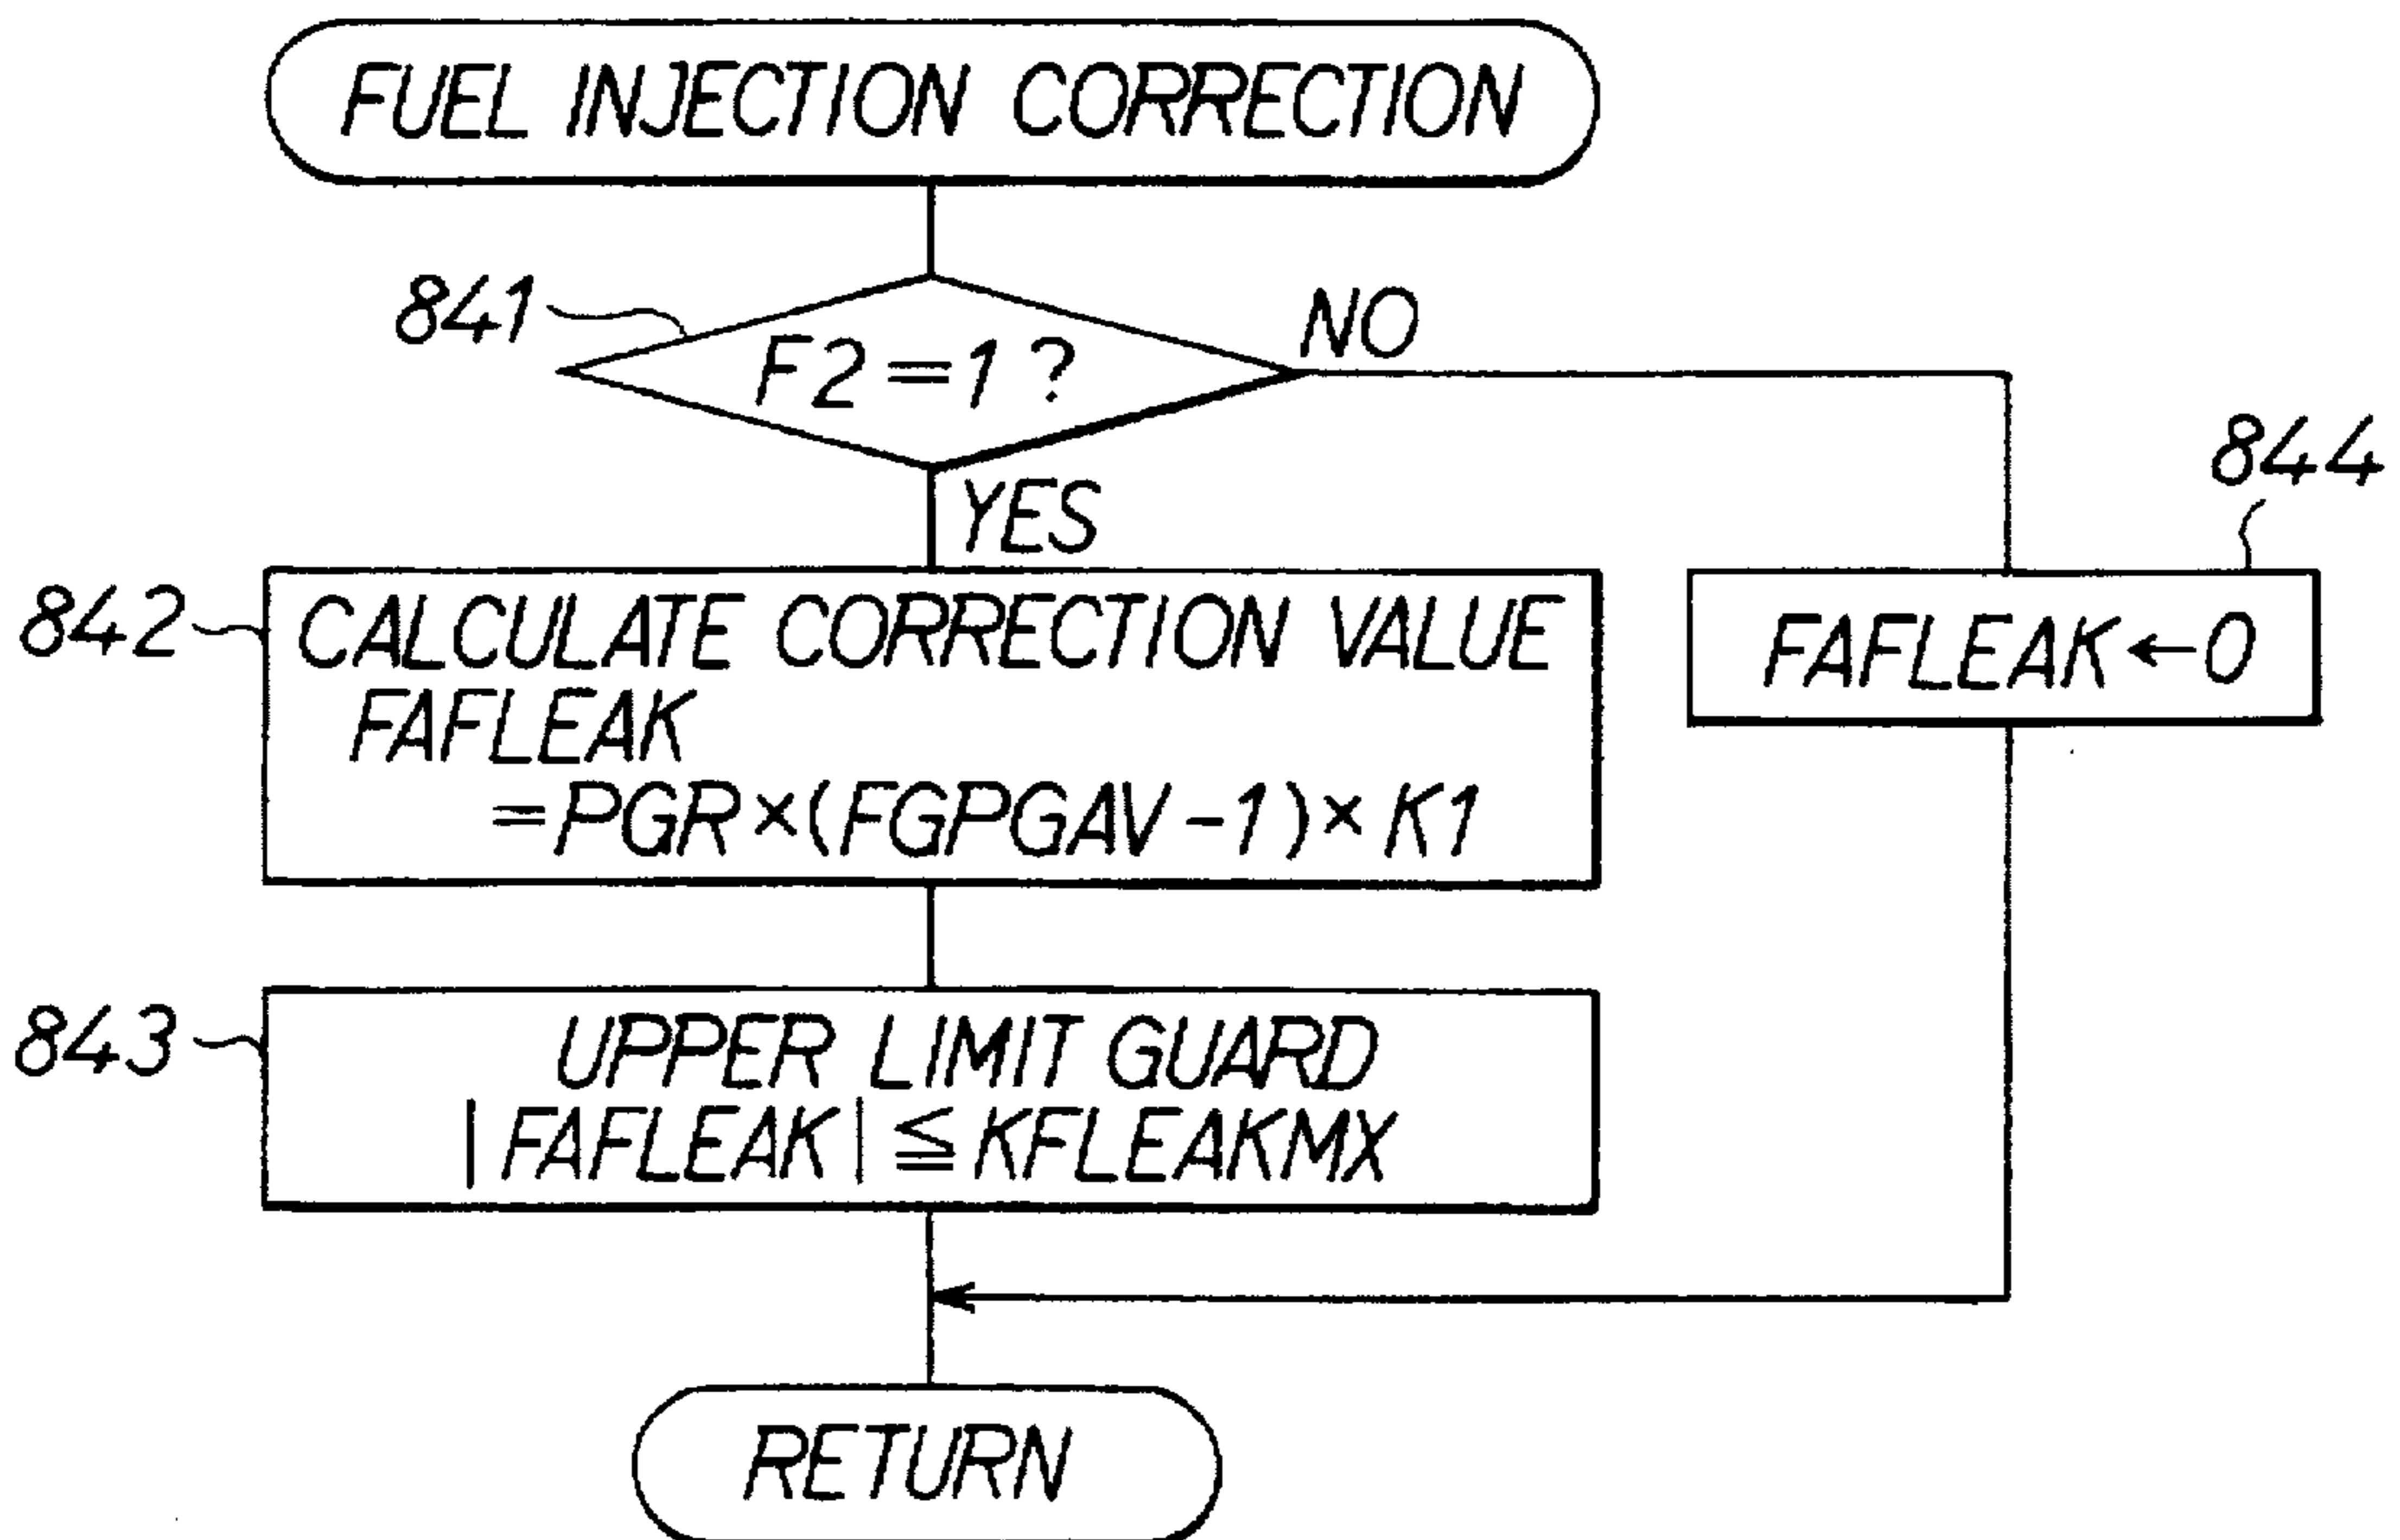 FUEL INJECTION CORRECTION
841
F2=1?
NO
YES
844
842
CALCULATE CORRECTION VALUE
FAFLEAK
=PGR×(FGPGAV-1)×K1
FAFLEAK←0
843
UPPER LIMIT GUARD
|FAFLEAK|≦KFLEAKMX
RETURN